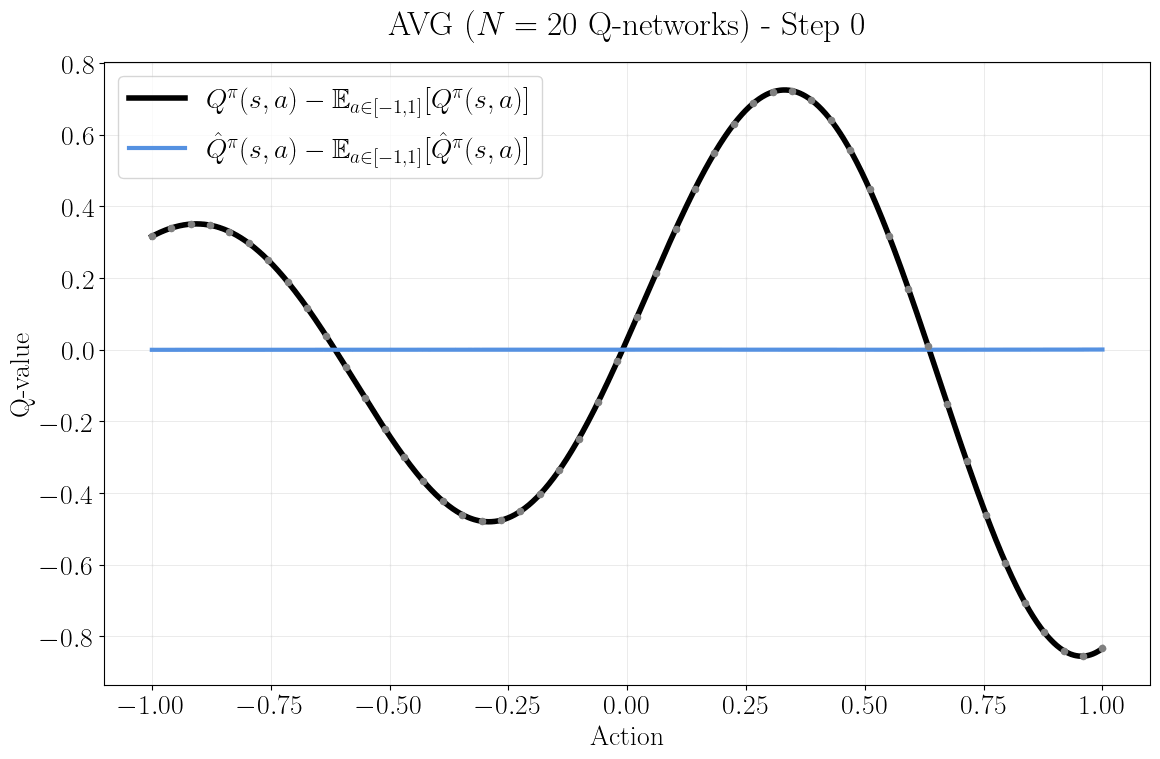 AVG (N = 20 Q-networks) - Step 0
Q^π(s, a) − 𝔼_{a∈[−1,1]}[Q^π(s, a)]
Q̂^π(s, a) − 𝔼_{a∈[−1,1]}[Q̂^π(s, a)]
Q-value
0.8
0.6
0.4
0.2
0.0
−0.2
−0.4
−0.6
−0.8
−1.00 −0.75 −0.50 −0.25 0.00 0.25 0.50 0.75 1.00
Action